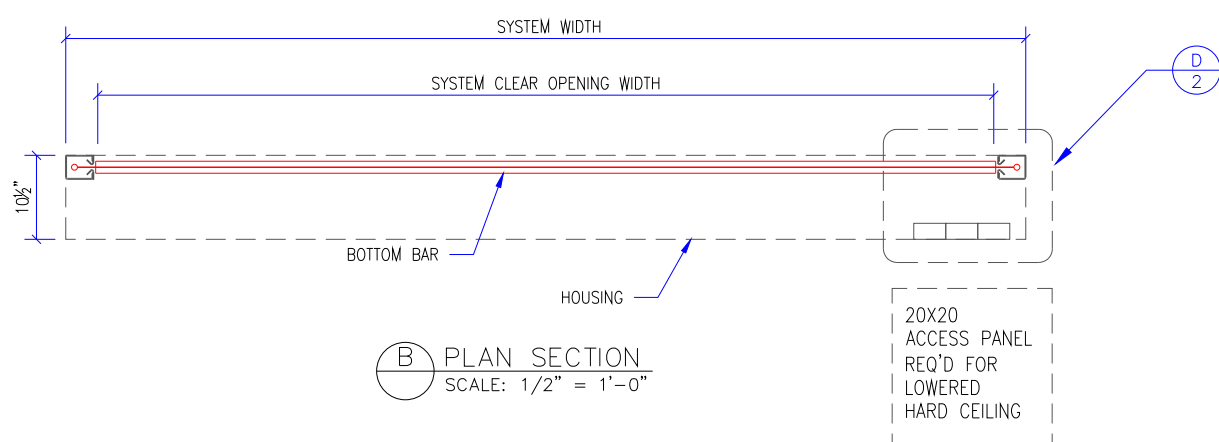 SYSTEM WIDTH
D
2
SYSTEM CLEAR OPENING WIDTH
10½"
BOTTOM BAR
HOUSING
20X20
ACCESS PANEL
REQ'D FOR
LOWERED
HARD CEILING
B PLAN SECTION
SCALE: 1/2" = 1'-0"